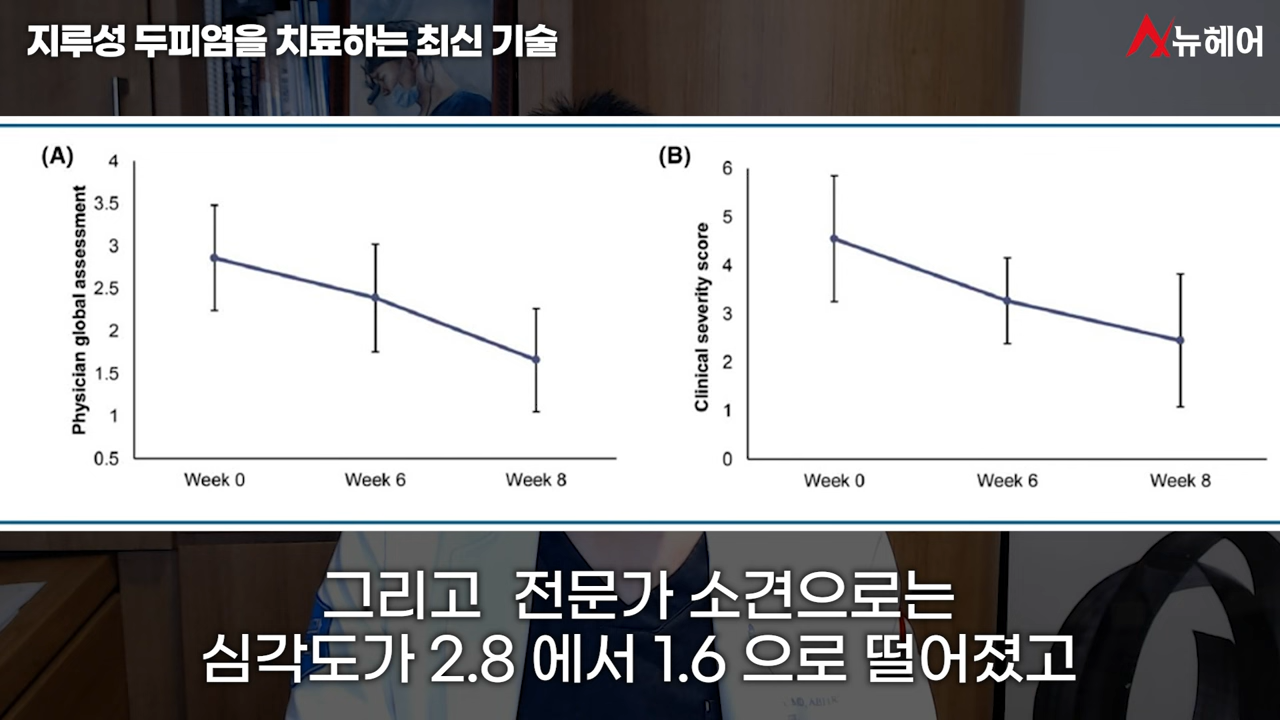 지루성 두피염을 치료하는 최신 기술
뉴헤어
(A)
Physician global assessment
4
3.5
3
2.5
2
1.5
1
0.5
Week 0 Week 6 Week 8
(B)
Clinical severity score
6
5
4
3
2
1
0
Week 0 Week 6 Week 8
그리고 전문가 소견으로는
심각도가 2.8 에서 1.6 으로 떨어졌고